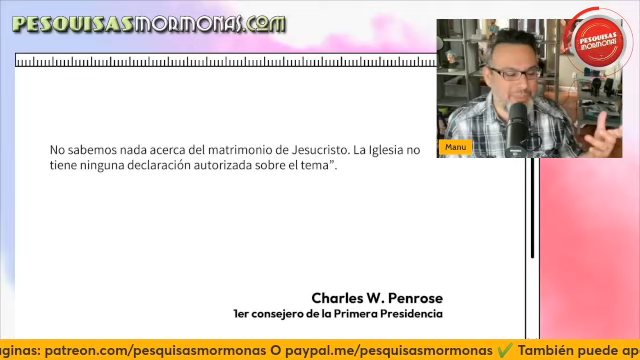 PESQUISASMORMONAS.COM
PESQUISAS
MORMONAS
No sabemos nada acerca del matrimonio de Jesucristo. La Iglesia no
tiene ninguna declaración autorizada sobre el tema”.
Manu
Charles W. Penrose
1er consejero de la Primera Presidencia
aginas: patreon.com/pesquisasmormonas O paypal.me/pesquisasmormonas ✔ También puede ap